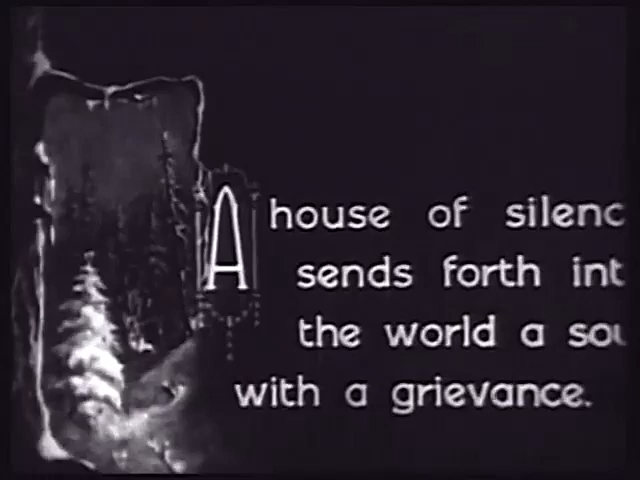 A house of silenc
sends forth int
the world a sou
with a grievance.